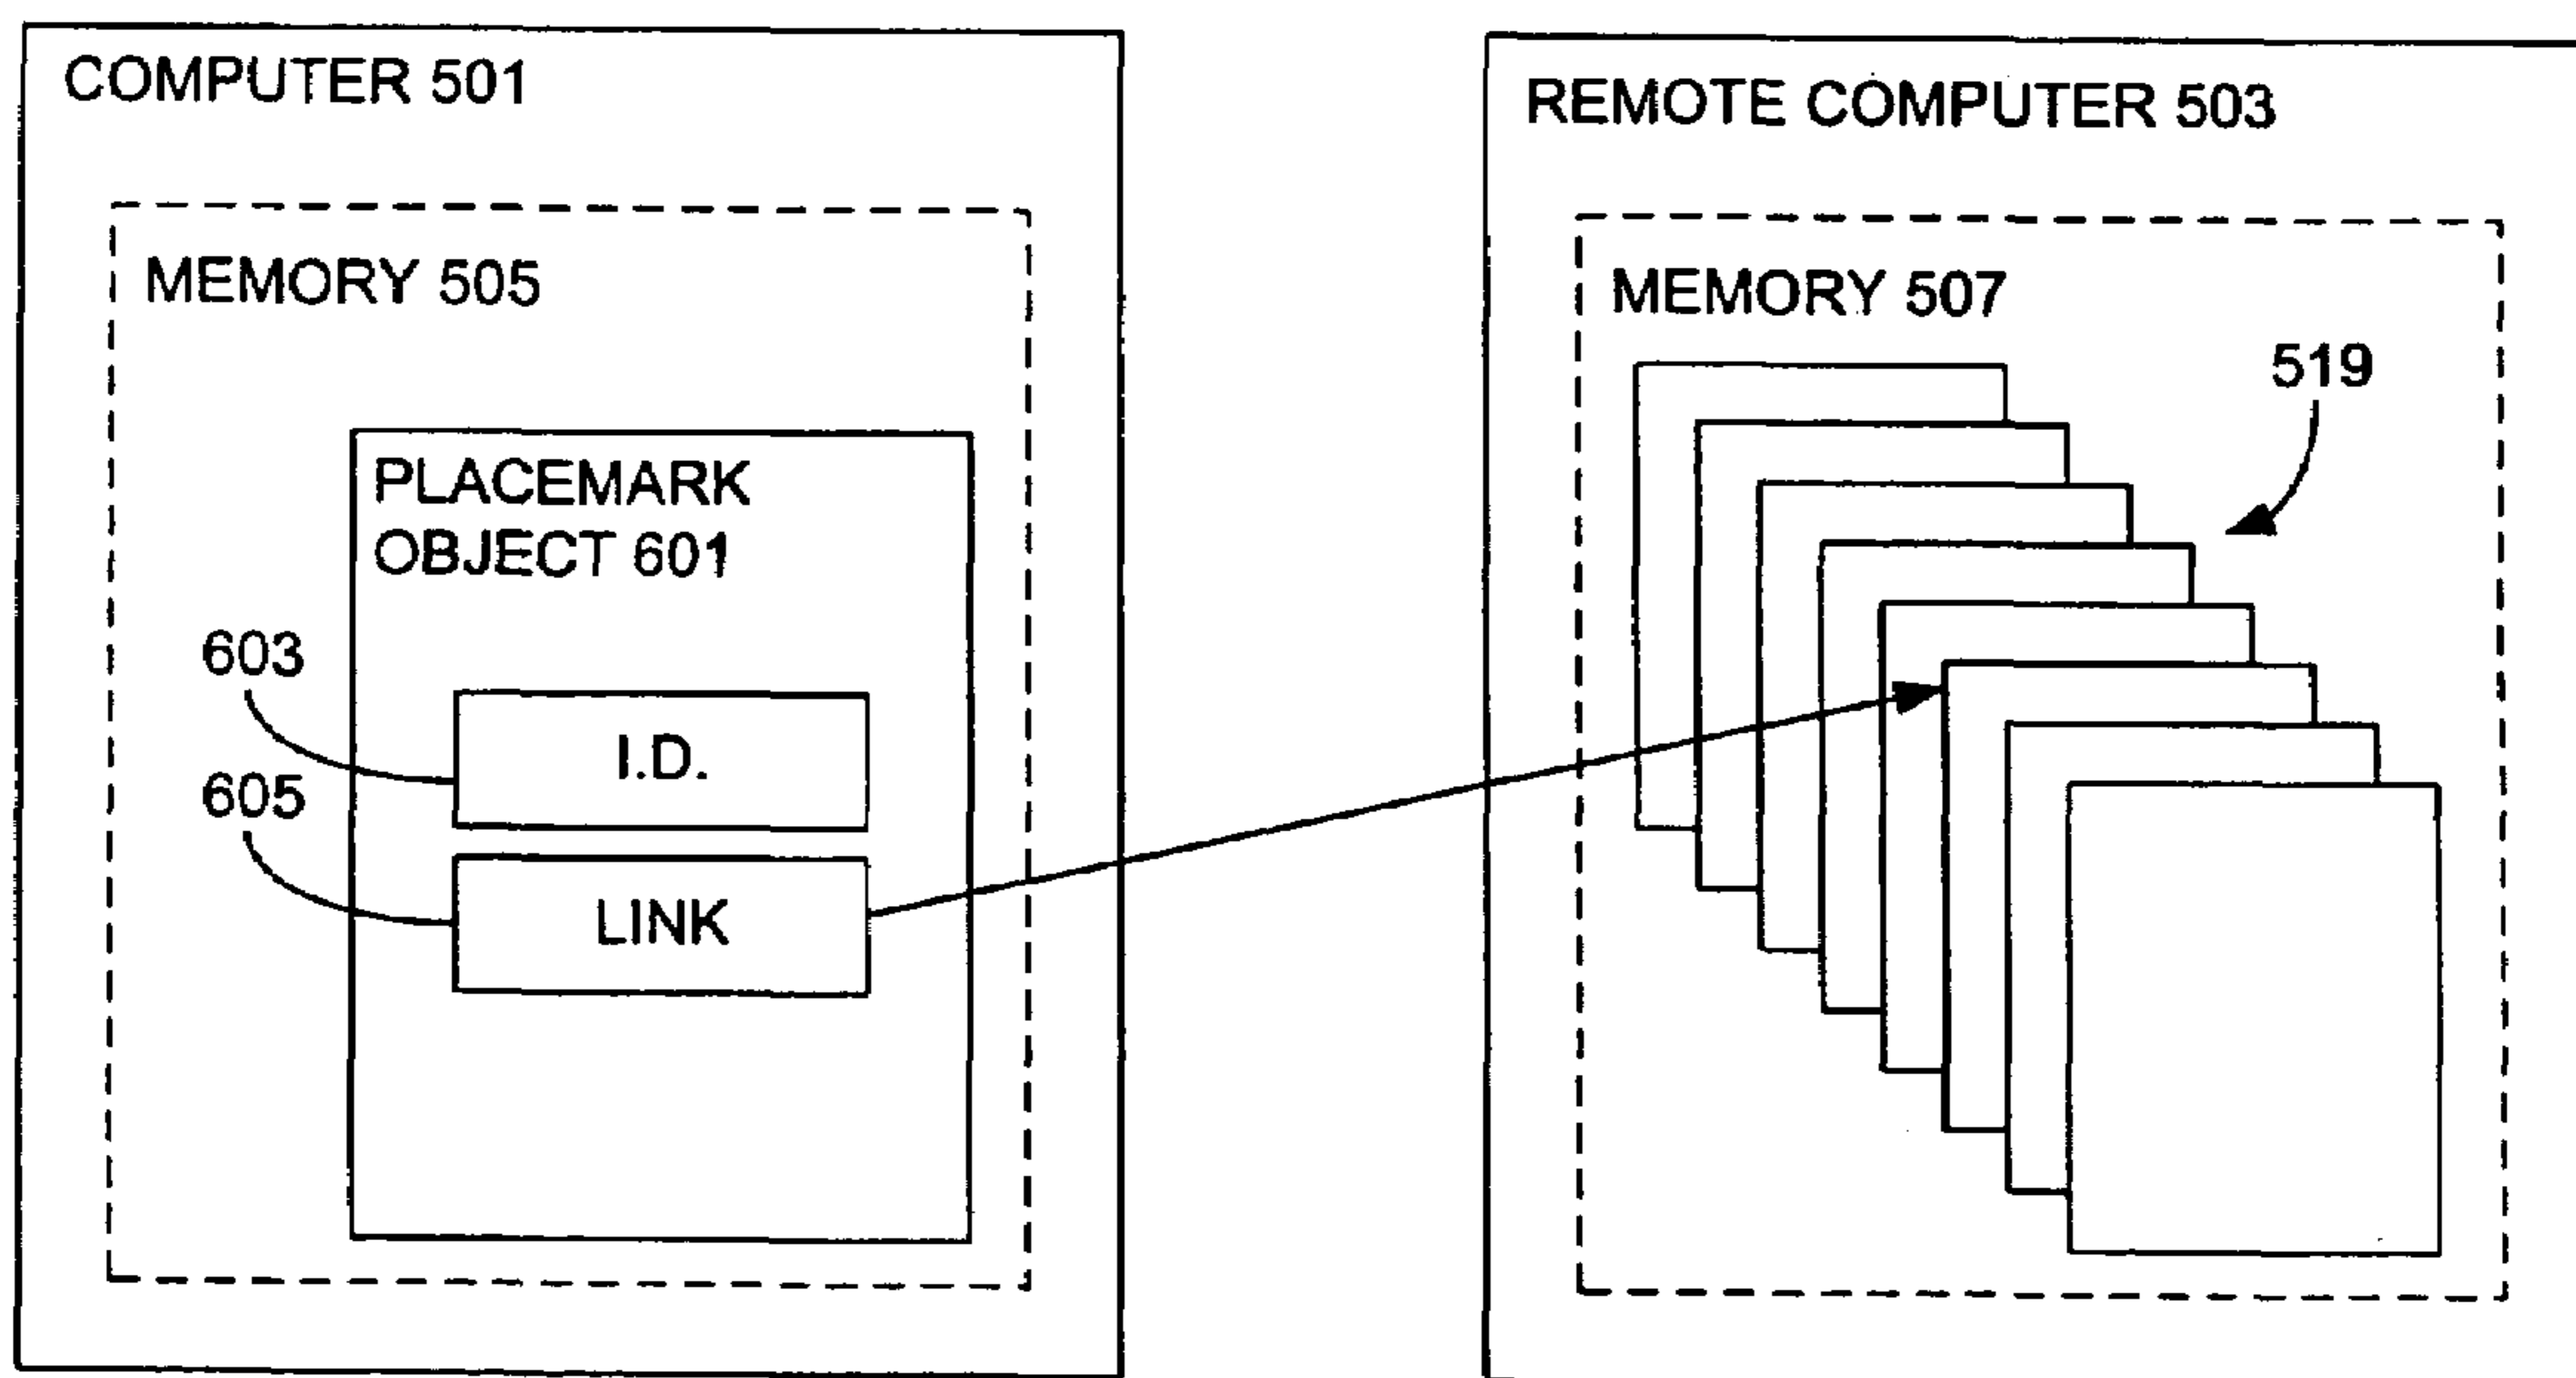 COMPUTER 501
MEMORY 505
PLACEMARK
OBJECT 601
603
I.D.
605
LINK
REMOTE COMPUTER 503
MEMORY 507
519